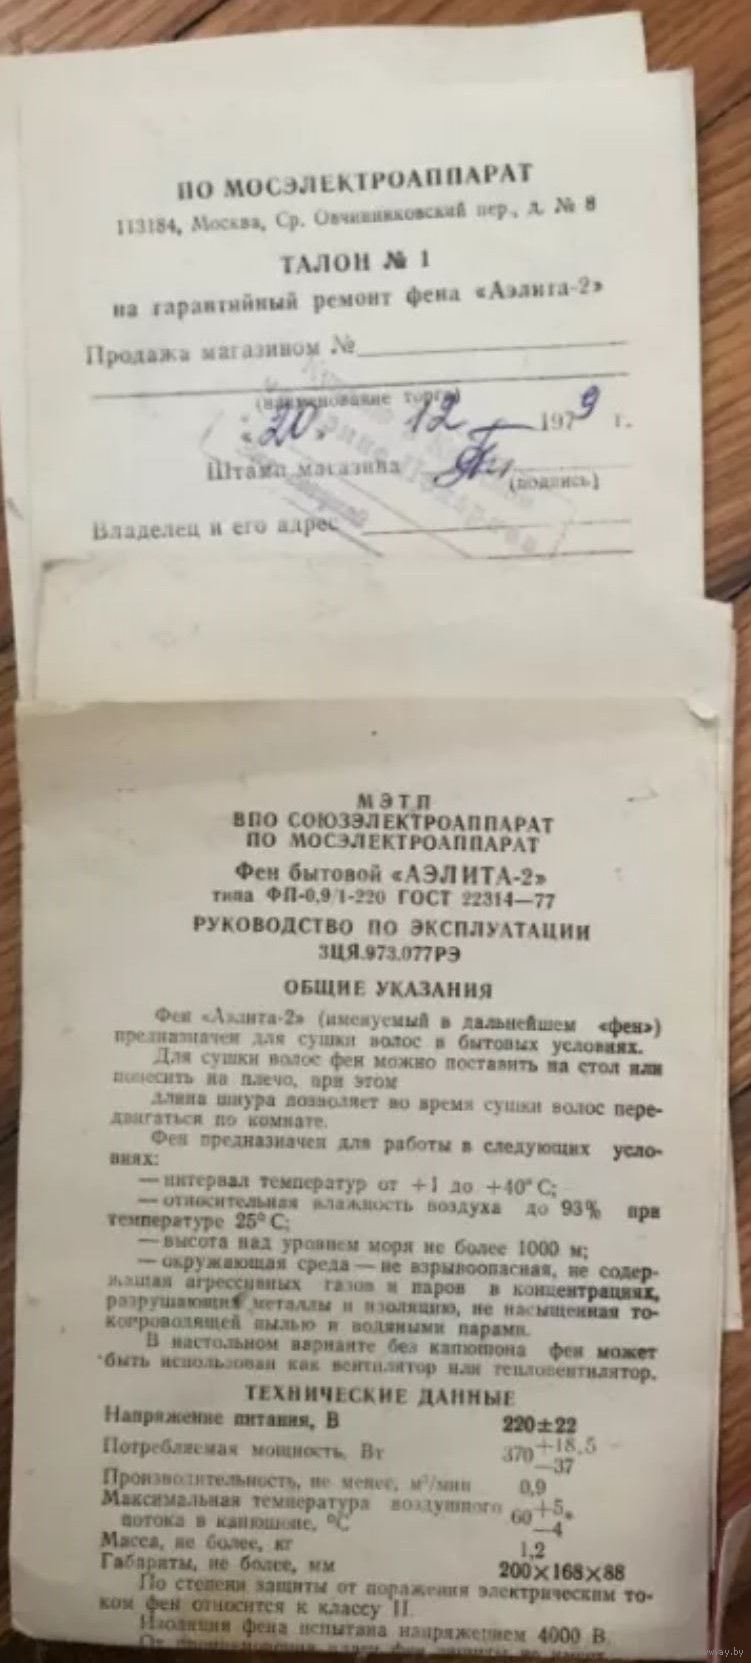 ПО МОСЭЛЕКТРОАППАРАТ
113184, Москва, Ср. Овчинниковский пер., д. № 8
ТАЛОН № 1
на гарантийный ремонт фена «Аэлита-2»
Продажа магазином №
(наименование торга)
«20» 12 1979 г.
Штамп магазина
(подпись)
Владелец и его адрес
МЭТП
ВПО СОЮЗЭЛЕКТРОАППАРАТ
ПО МОСЭЛЕКТРОАППАРАТ
Фен бытовой «АЭЛИТА-2»
типа ФП-0,9/1-220 ГОСТ 22314—77
РУКОВОДСТВО ПО ЭКСПЛУАТАЦИИ
3ЦЯ.973.077РЭ
ОБЩИЕ УКАЗАНИЯ
Фен «Аэлита-2» (именуемый в дальнейшем «фен»)
предназначен для сушки волос в бытовых условиях.
Для сушки волос фен можно поставить на стол или
повесить на плечо, при этом
длина шнура позволяет во время сушки волос пере-
двигаться по комнате.
Фен предназначен для работы в следующих усло-
виях:
— интервал температур от +1 до +40° С;
— относительная влажность воздуха до 93% при
температуре 25° С;
— высота над уровнем моря не более 1000 м;
— окружающая среда — не взрывоопасная, не содер-
жащая агрессивных газов и паров в концентрациях,
разрушающих металлы и изоляцию, не насыщенная то-
копроводящей пылью и водяными парами.
В настольном варианте без капюшона фен может
быть использован как вентилятор или тепловентилятор.
ТЕХНИЧЕСКИЕ ДАННЫЕ
Напряжение питания, В 220±22
Потребляемая мощность, Вт 370 +18,5 —37
Производительность, не менее, м³/мин 0,9
Максимальная температура воздушного
потока в капюшоне, °С 60 +5 —4
Масса, не более, кг 1,2
Габариты, не более, мм 200×168×88
По степени защиты от поражения электрическим то-
ком фен относится к классу II.
Изоляция фена испытана напряжением 4000 В.